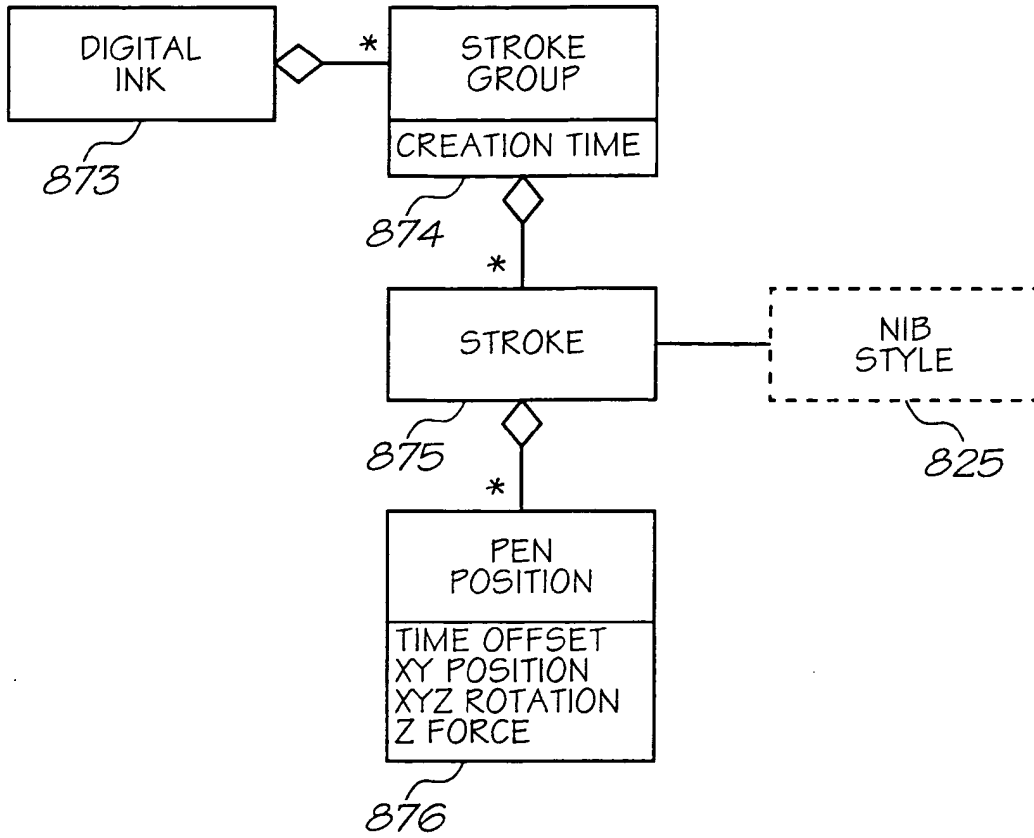 DIGITAL
INK
*
STROKE
GROUP
CREATION TIME
873
874
*
STROKE
NIB
STYLE
875
825
*
PEN
POSITION
TIME OFFSET
XY POSITION
XYZ ROTATION
Z FORCE
876